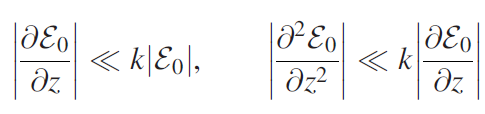 |∂ℰ₀/∂z| ≪ k|ℰ₀|, |∂²ℰ₀/∂z²| ≪ k|∂ℰ₀/∂z|